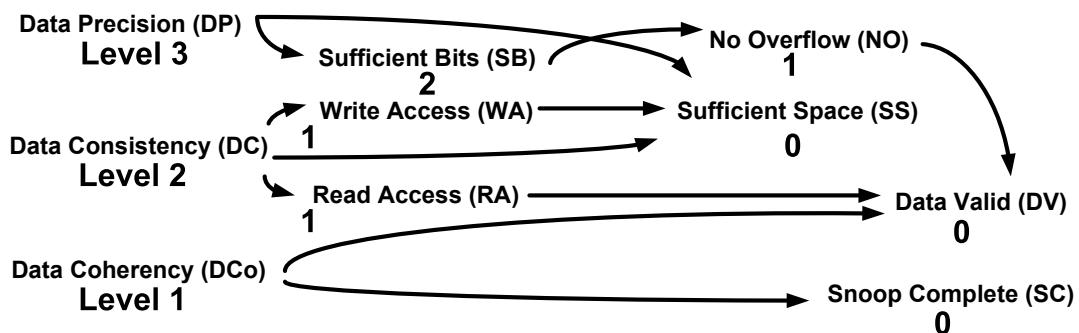 Data Precision (DP)
Level 3
Sufficient Bits (SB)
2
No Overflow (NO)
1
Write Access (WA)
1
Sufficient Space (SS)
0
Data Consistency (DC)
Level 2
Read Access (RA)
1
Data Valid (DV)
0
Data Coherency (DCo)
Level 1
Snoop Complete (SC)
0